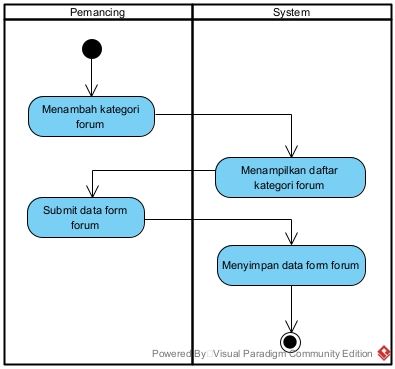 Pemancing
System
Menambah kategori
forum
Menampilkan daftar
kategori forum
Submit data form
forum
Menyimpan data form forum
Powered By Visual Paradigm Community Edition